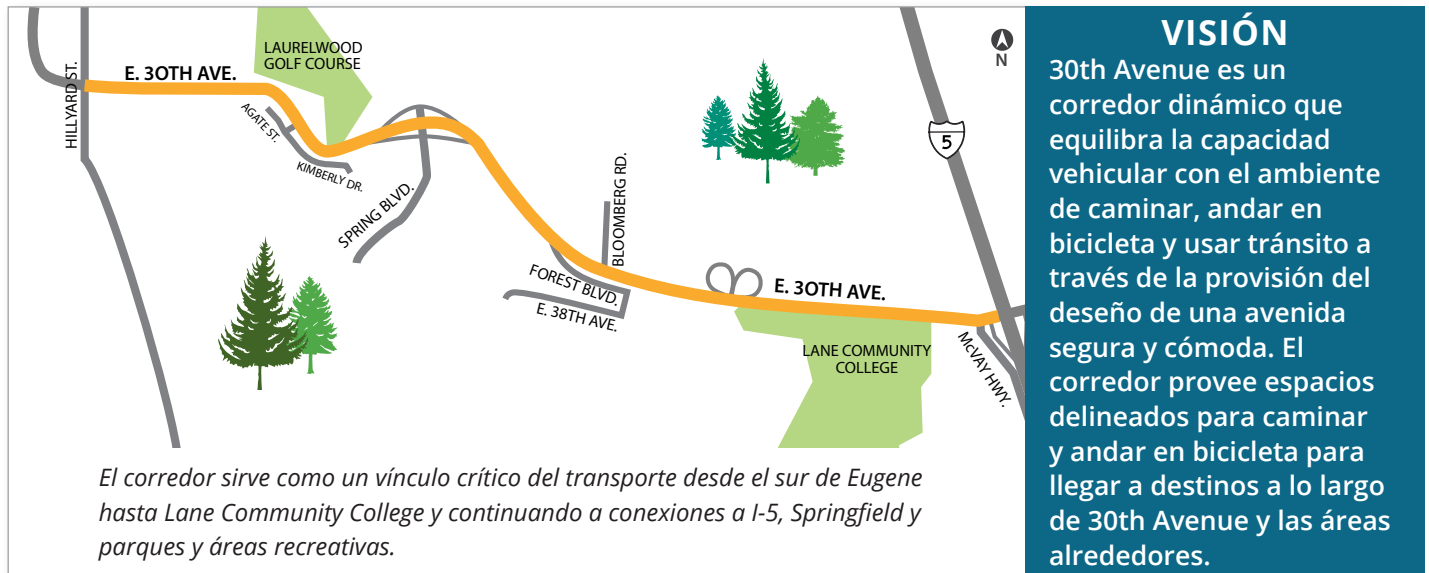 HILLYARD ST.
E. 3OTH AVE.
LAURELWOOD
GOLF COURSE
AGATE ST.
KIMBERLY DR.
SPRING BLVD.
BLOOMBERG RD.
FOREST BLVD.
E. 38TH AVE.
E. 3OTH AVE.
LANE COMMUNITY
COLLEGE
McVAY HWY.
5
N
El corredor sirve como un vínculo crítico del transporte desde el sur de Eugene
hasta Lane Community College y continuando a conexiones a I-5, Springfield y
parques y áreas recreativas.
VISIÓN
30th Avenue es un
corredor dinámico que
equilibra la capacidad
vehicular con el ambiente
de caminar, andar en
bicicleta y usar tránsito a
través de la provisión del
deseño de una avenida
segura y cómoda. El
corredor provee espacios
delineados para caminar
y andar en bicicleta para
llegar a destinos a lo largo
de 30th Avenue y las áreas
alrededores.